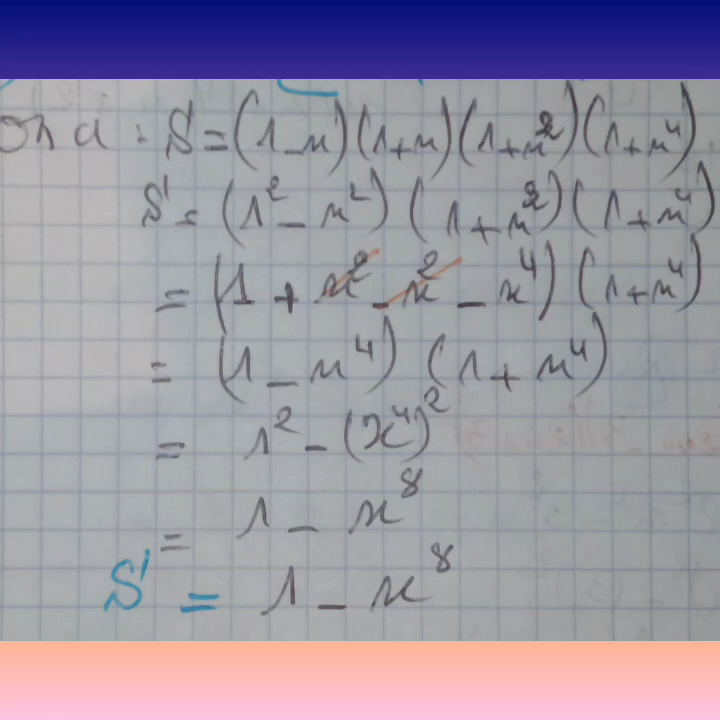 on a : S = (1-x)(1+x)(1+x²)(1+x⁴)
S = (1² - x²)(1+x²)(1+x⁴)
= (1 + x² - x² - x⁴)(1+x⁴)
= (1 - x⁴)(1 + x⁴)
= 1² - (x⁴)²
= 1 - x⁸
S = 1 - x⁸